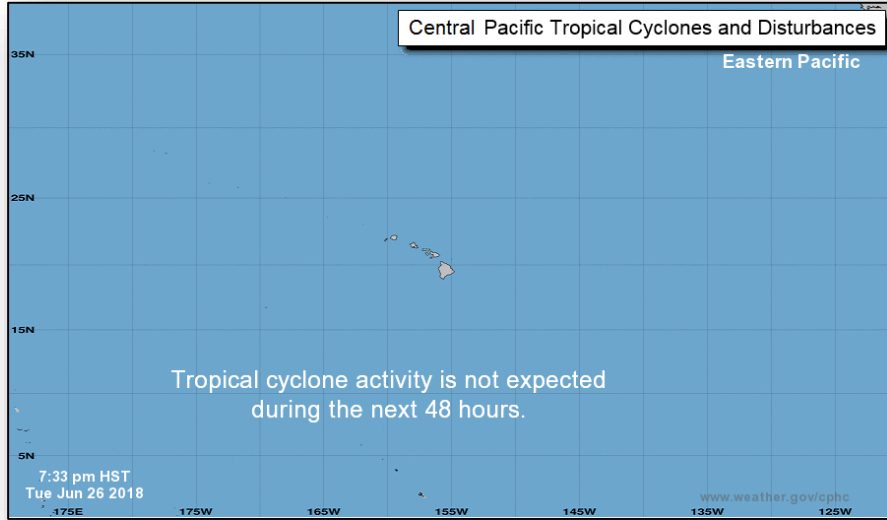 Central Pacific Tropical Cyclones and Disturbances
35N
Eastern Pacific
25N
15N
Tropical cyclone activity is not expected
during the next 48 hours.
5N
7:33 pm HST
Tue Jun 26 2018
www.weather.gov/cphc
175E 175W 165W 155W 145W 135W 125W